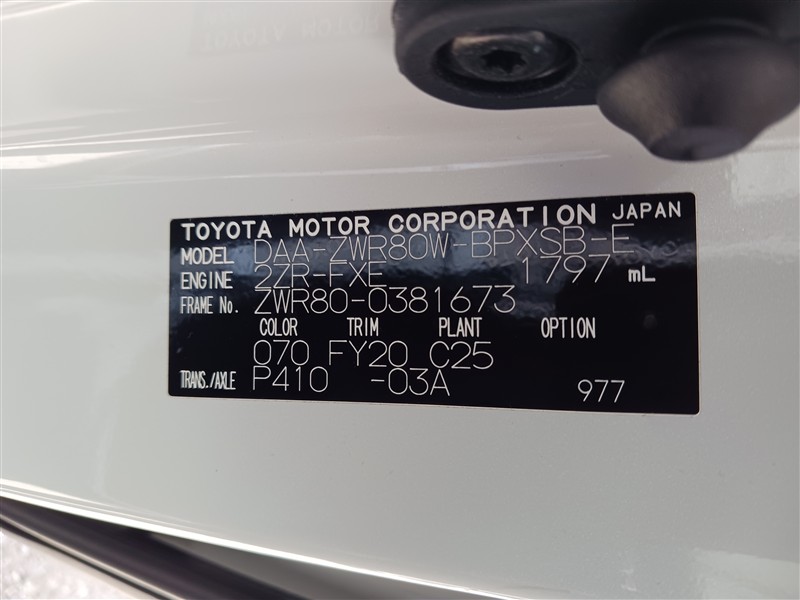 TOYOTA MOTOR CORPORATION JAPAN
MODEL DAA-ZWR80W-BPXSB-E
ENGINE 2ZR-FXE 1797 mL
FRAME No. ZWR80-0381673
COLOR TRIM PLANT OPTION
070 FY20 C25
TRANS./AXLE P410 -03A 977